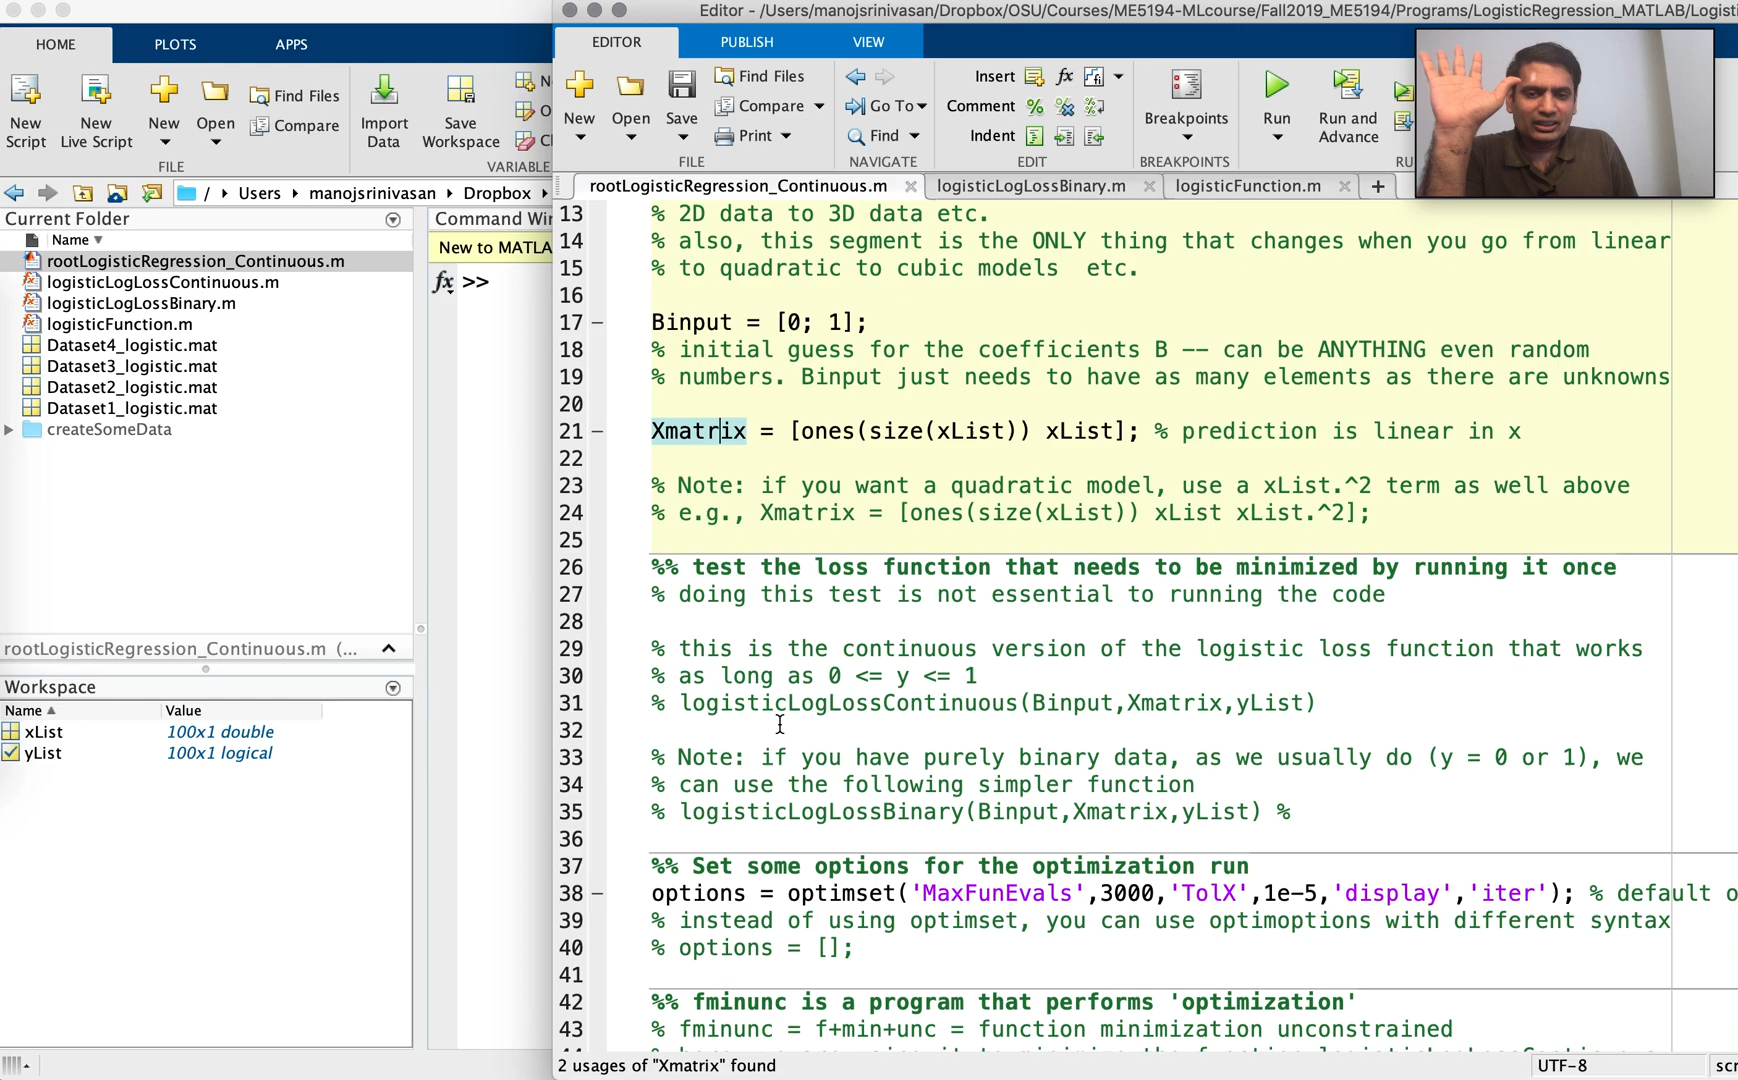 Editor - /Users/manojsrinivasan/Dropbox/OSU/Courses/ME5194-MLcourse/Fall2019_ME5194/Programs/LogisticRegression_MATLAB/Logisti
HOME PLOTS APPS
EDITOR PUBLISH VIEW
New Script
New Live Script
New
Open
Find Files
Compare
Import Data
Save Workspace
N
O
Cl
FILE VARIABLE
New
Open
Save
Find Files
Compare
Print
Go To
Find
Insert fx
Comment % % %
Indent
Breakpoints
Run
Run and Advance
FILE NAVIGATE EDIT BREAKPOINTS RU
/ Users manojsrinivasan Dropbox
Current Folder
Name
rootLogisticRegression_Continuous.m
logisticLogLossContinuous.m
logisticLogLossBinary.m
logisticFunction.m
Dataset4_logistic.mat
Dataset3_logistic.mat
Dataset2_logistic.mat
Dataset1_logistic.mat
createSomeData
rootLogisticRegression_Continuous.m (...
Workspace
Name Value
xList 100x1 double
yList 100x1 logical
Command Wi
New to MATLA
fx >>
rootLogisticRegression_Continuous.m logisticLogLossBinary.m logisticFunction.m +
13 % 2D data to 3D data etc.
14 % also, this segment is the ONLY thing that changes when you go from linear
15 % to quadratic to cubic models  etc.
16
17 – Binput = [0; 1];
18 % initial guess for the coefficients B -- can be ANYTHING even random
19 % numbers. Binput just needs to have as many elements as there are unknowns
20
21 – Xmatrix = [ones(size(xList)) xList]; % prediction is linear in x
22
23 % Note: if you want a quadratic model, use a xList.^2 term as well above
24 % e.g., Xmatrix = [ones(size(xList)) xList xList.^2];
25
26 %% test the loss function that needs to be minimized by running it once
27 % doing this test is not essential to running the code
28
29 % this is the continuous version of the logistic loss function that works
30 % as long as 0 <= y <= 1
31 % logisticLogLossContinuous(Binput,Xmatrix,yList)
32
33 % Note: if you have purely binary data, as we usually do (y = 0 or 1), we
34 % can use the following simpler function
35 % logisticLogLossBinary(Binput,Xmatrix,yList) %
36
37 %% Set some options for the optimization run
38 – options = optimset('MaxFunEvals',3000,'TolX',1e-5,'display','iter'); % default o
39 % instead of using optimset, you can use optimoptions with different syntax
40 % options = [];
41
42 %% fminunc is a program that performs 'optimization'
43 % fminunc = f+min+unc = function minimization unconstrained
2 usages of "Xmatrix" found
UTF-8
scr